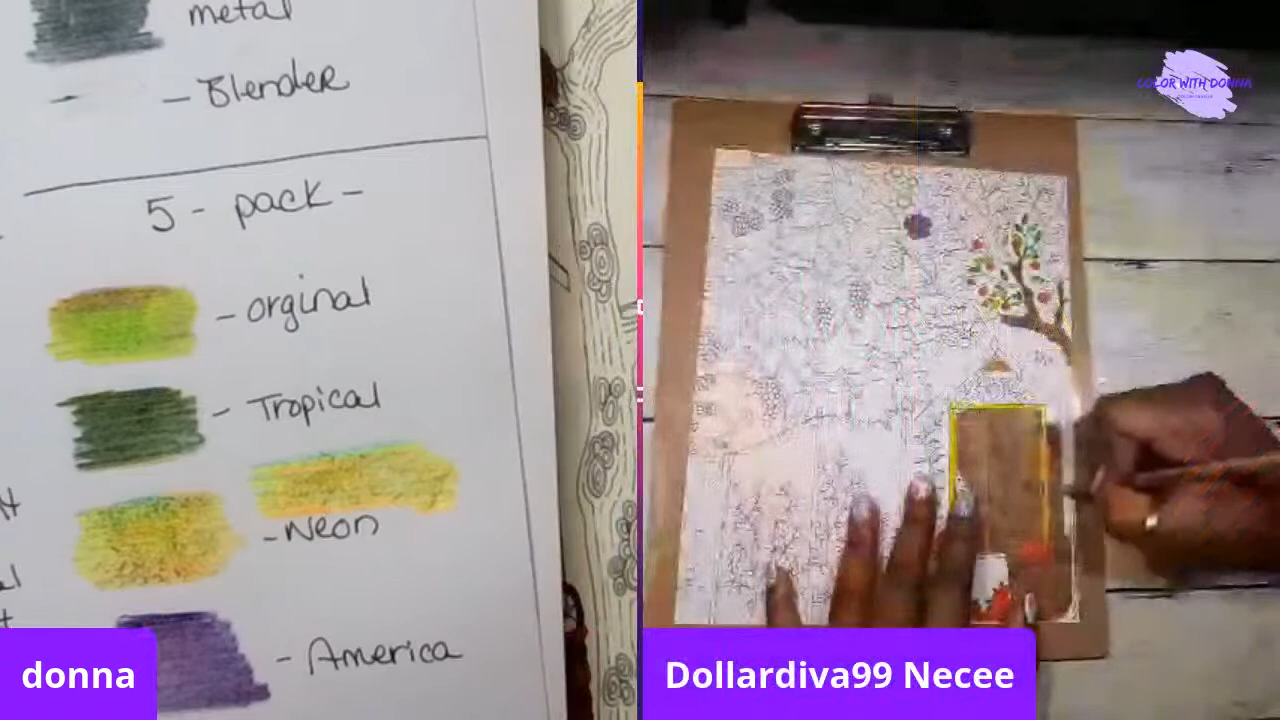 metal
- Blender
5 - pack -
- orginal
- Tropical
- Neon
- America
donna
COLOR WITH DONNA
Dollardiva99 Necee